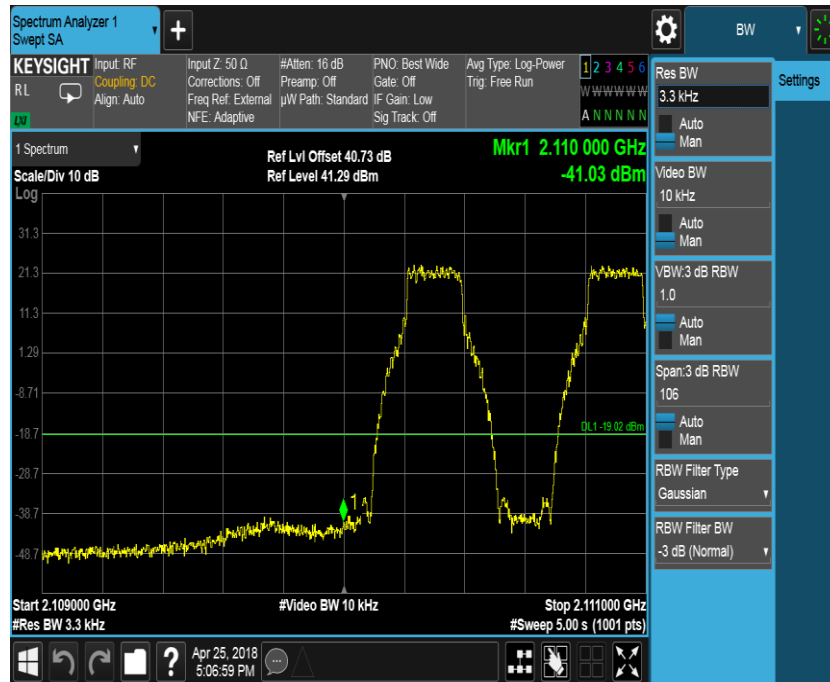 Spectrum Analyzer 1
Swept SA
BW
KEYSIGHT
RL
LXI
Input: RF
Coupling: DC
Align: Auto
Input Z: 50 Ω
Corrections: Off
Freq Ref: External
NFE: Adaptive
#Atten: 16 dB
Preamp: Off
µW Path: Standard
PNO: Best Wide
Gate: Off
IF Gain: Low
Sig Track: Off
Avg Type: Log-Power
Trig: Free Run
1 2 3 4 5 6
W W W W W W
A N N N N N
1 Spectrum
Scale/Div 10 dB
Ref Lvl Offset 40.73 dB
Ref Level 41.29 dBm
Mkr1 2.110 000 GHz
-41.03 dBm
Log
31.3
21.3
11.3
1.29
-8.71
-18.7
-28.7
-38.7
-48.7
DL1 -19.02 dBm
1
Start 2.109000 GHz
#Res BW 3.3 kHz
#Video BW 10 kHz
Stop 2.111000 GHz
#Sweep 5.00 s (1001 pts)
Res BW
3.3 kHz
Auto
Man
Video BW
10 kHz
Auto
Man
VBW:3 dB RBW
1.0
Auto
Man
Span:3 dB RBW
106
Auto
Man
RBW Filter Type
Gaussian
RBW Filter BW
-3 dB (Normal)
Settings
?
Apr 25, 2018
5:06:59 PM